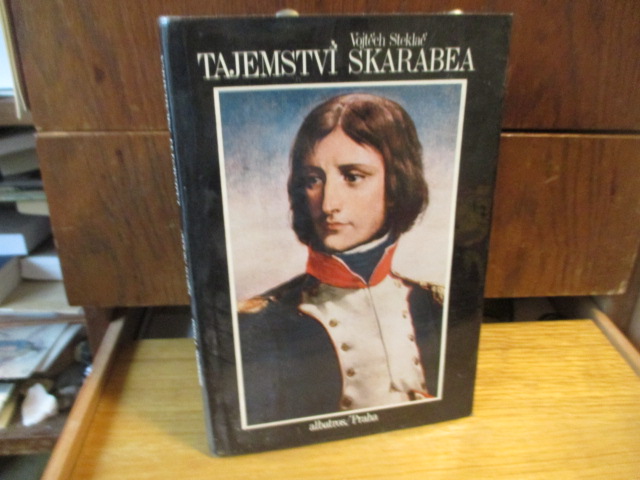 Vojtěch Steklač
TAJEMSTVÍ SKARABEA
albatros/Praha